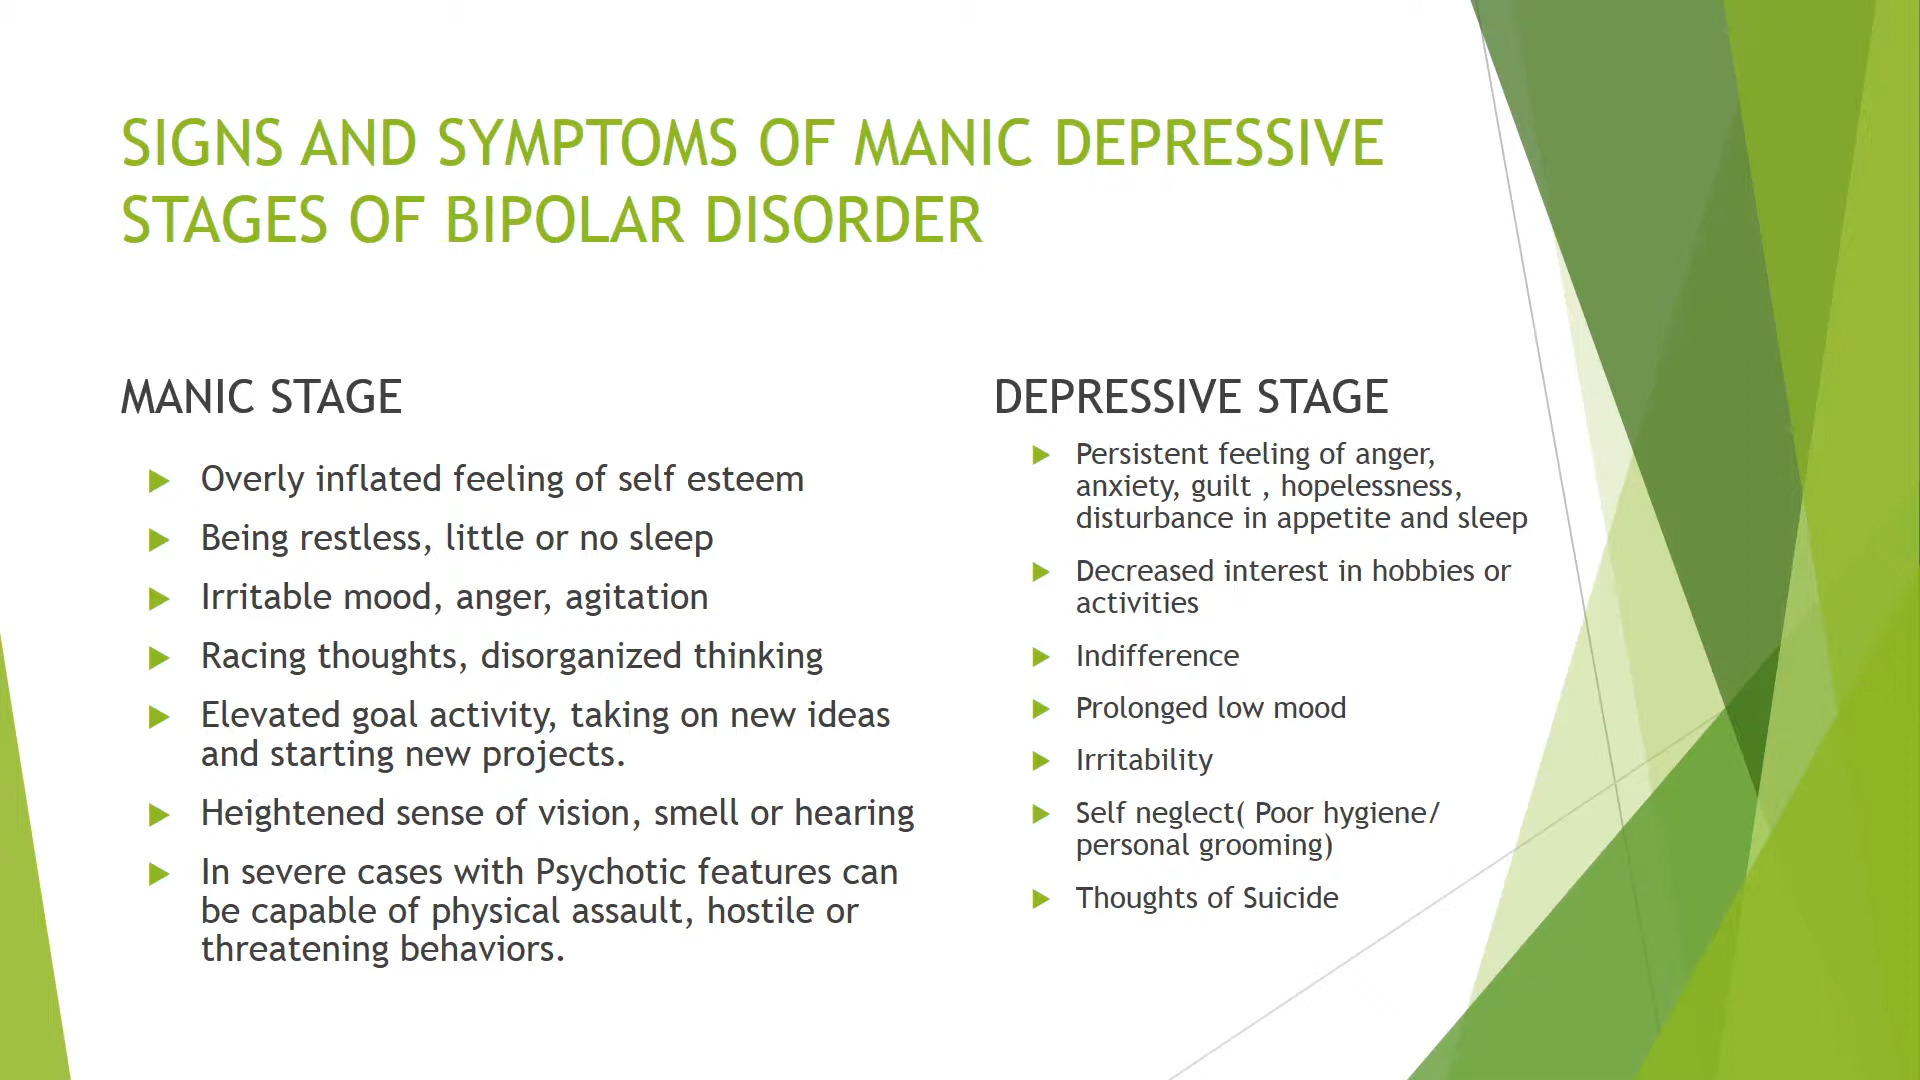 SIGNS AND SYMPTOMS OF MANIC DEPRESSIVE
STAGES OF BIPOLAR DISORDER
MANIC STAGE
Overly inflated feeling of self esteem
Being restless, little or no sleep
Irritable mood, anger, agitation
Racing thoughts, disorganized thinking
Elevated goal activity, taking on new ideas
and starting new projects.
Heightened sense of vision, smell or hearing
In severe cases with Psychotic features can
be capable of physical assault, hostile or
threatening behaviors.
DEPRESSIVE STAGE
Persistent feeling of anger,
anxiety, guilt , hopelessness,
disturbance in appetite and sleep
Decreased interest in hobbies or
activities
Indifference
Prolonged low mood
Irritability
Self neglect( Poor hygiene/
personal grooming)
Thoughts of Suicide